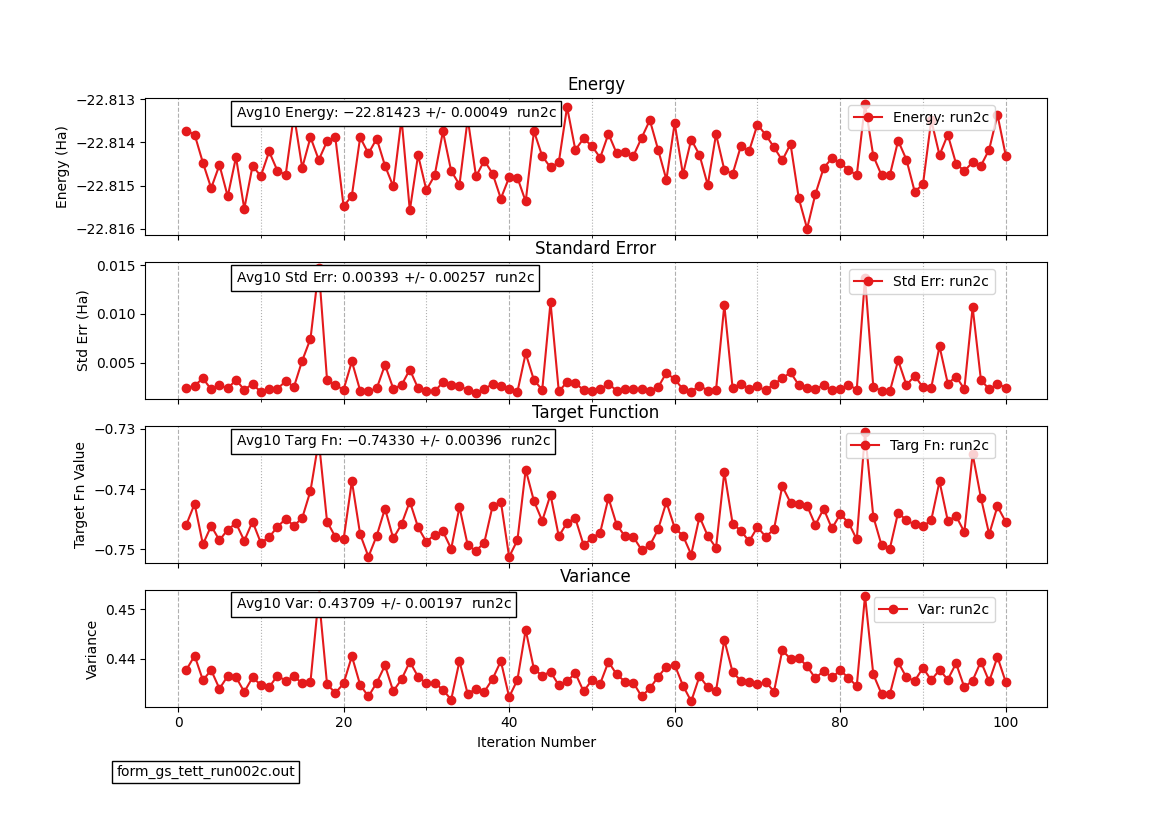 Energy
Avg10 Energy: −22.81423 +/- 0.00049  run2c
Energy: run2c
Energy (Ha)
−22.813
−22.814
−22.815
−22.816
Standard Error
Avg10 Std Err: 0.00393 +/- 0.00257  run2c
Std Err: run2c
Std Err (Ha)
0.015
0.010
0.005
Target Function
Avg10 Targ Fn: −0.74330 +/- 0.00396  run2c
Targ Fn: run2c
Target Fn Value
−0.73
−0.74
−0.75
Variance
Avg10 Var: 0.43709 +/- 0.00197  run2c
Var: run2c
Variance
0.45
0.44
0 20 40 60 80 100
Iteration Number
form_gs_tett_run002c.out